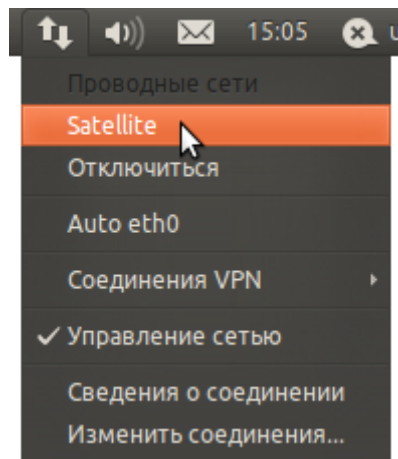 15:05
Проводные сети
Satellite
Отключиться
Auto eth0
Соединения VPN
Управление сетью
Сведения о соединении
Изменить соединения...